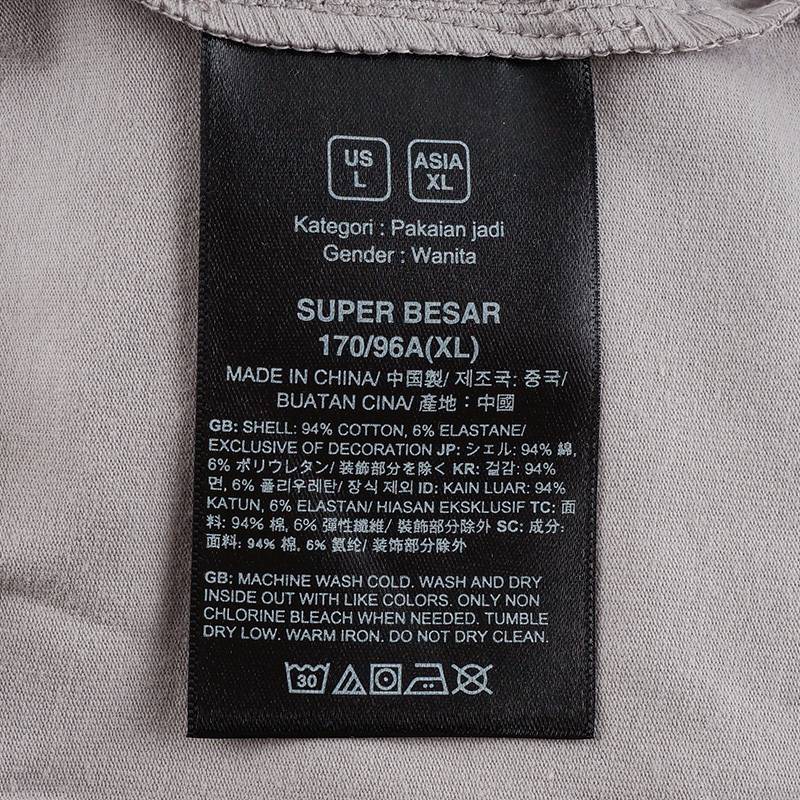 US
L
ASIA
XL
Kategori : Pakaian jadi
Gender : Wanita
SUPER BESAR
170/96A(XL)
MADE IN CHINA/ 中国製/ 제조국: 중국/
BUATAN CINA/ 產地：中國
GB: SHELL: 94% COTTON, 6% ELASTANE/
EXCLUSIVE OF DECORATION JP: シェル: 94% 綿,
6% ポリウレタン/ 装飾部分を除く KR: 겉감: 94%
면, 6% 폴리우레탄/ 장식 제외 ID: KAIN LUAR: 94%
KATUN, 6% ELASTAN/ HIASAN EKSKLUSIF TC: 面
料: 94% 棉, 6% 彈性纖維/ 裝飾部分除外 SC: 成分:
面料: 94% 棉, 6% 氨纶/ 装饰部分除外
GB: MACHINE WASH COLD. WASH AND DRY
INSIDE OUT WITH LIKE COLORS. ONLY NON
CHLORINE BLEACH WHEN NEEDED. TUMBLE
DRY LOW. WARM IRON. DO NOT DRY CLEAN.
30